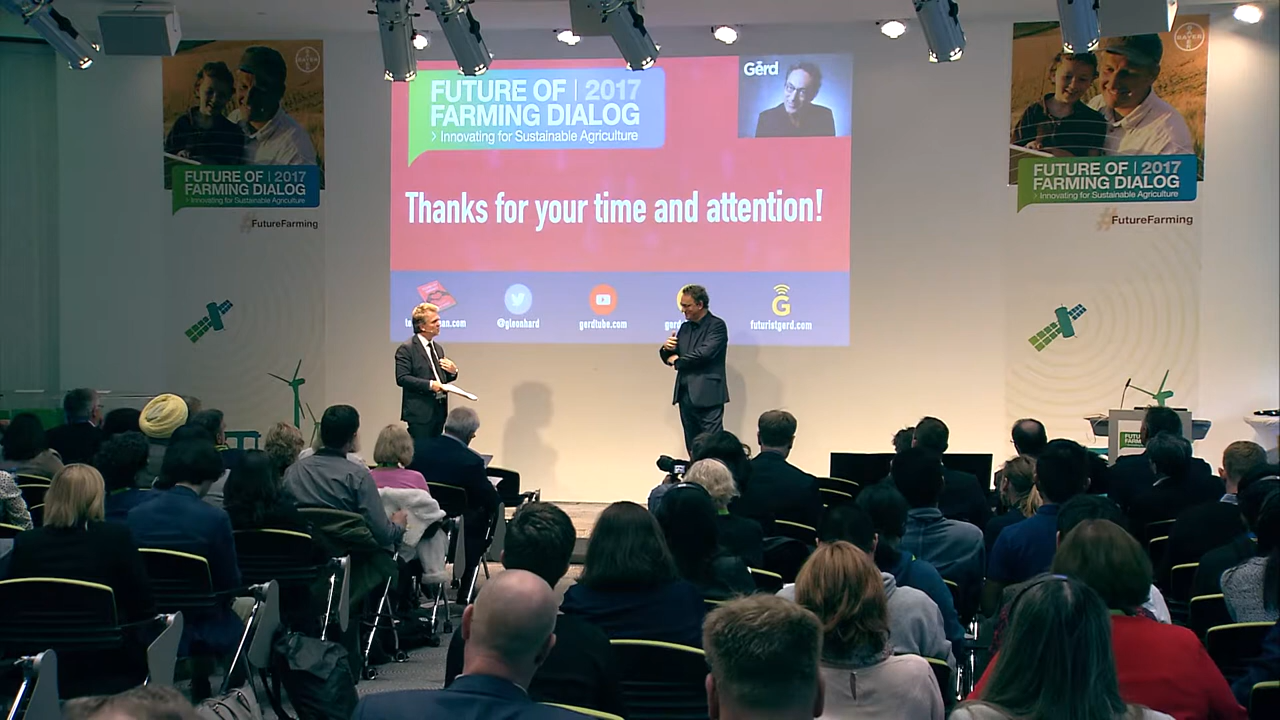 BAYER
FUTURE OF | 2017
FARMING DIALOG
Innovating for Sustainable Agriculture
#FutureFarming
FUTURE OF | 2017
FARMING DIALOG
> Innovating for Sustainable Agriculture
Gerd
Thanks for your time and attention!
@gleonhard
gerdtube.com
futuristgerd.com
BAYER
FUTURE OF | 2017
FARMING DIALOG
> Innovating for Sustainable Agriculture
#FutureFarming